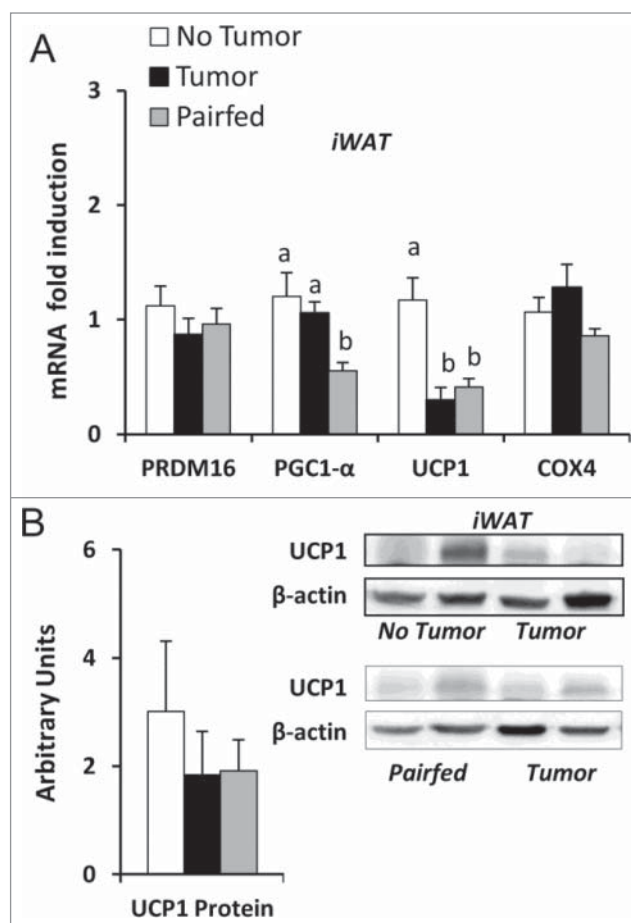 A
No Tumor
Tumor
Pairfed
iWAT
mRNA fold induction
3
2
1
0
a
a
b
a
b b
PRDM16 PGC1-α UCP1 COX4
B
Arbitrary Units
6
4
2
0
UCP1 Protein
iWAT
UCP1
β-actin
No Tumor Tumor
UCP1
β-actin
Pairfed Tumor